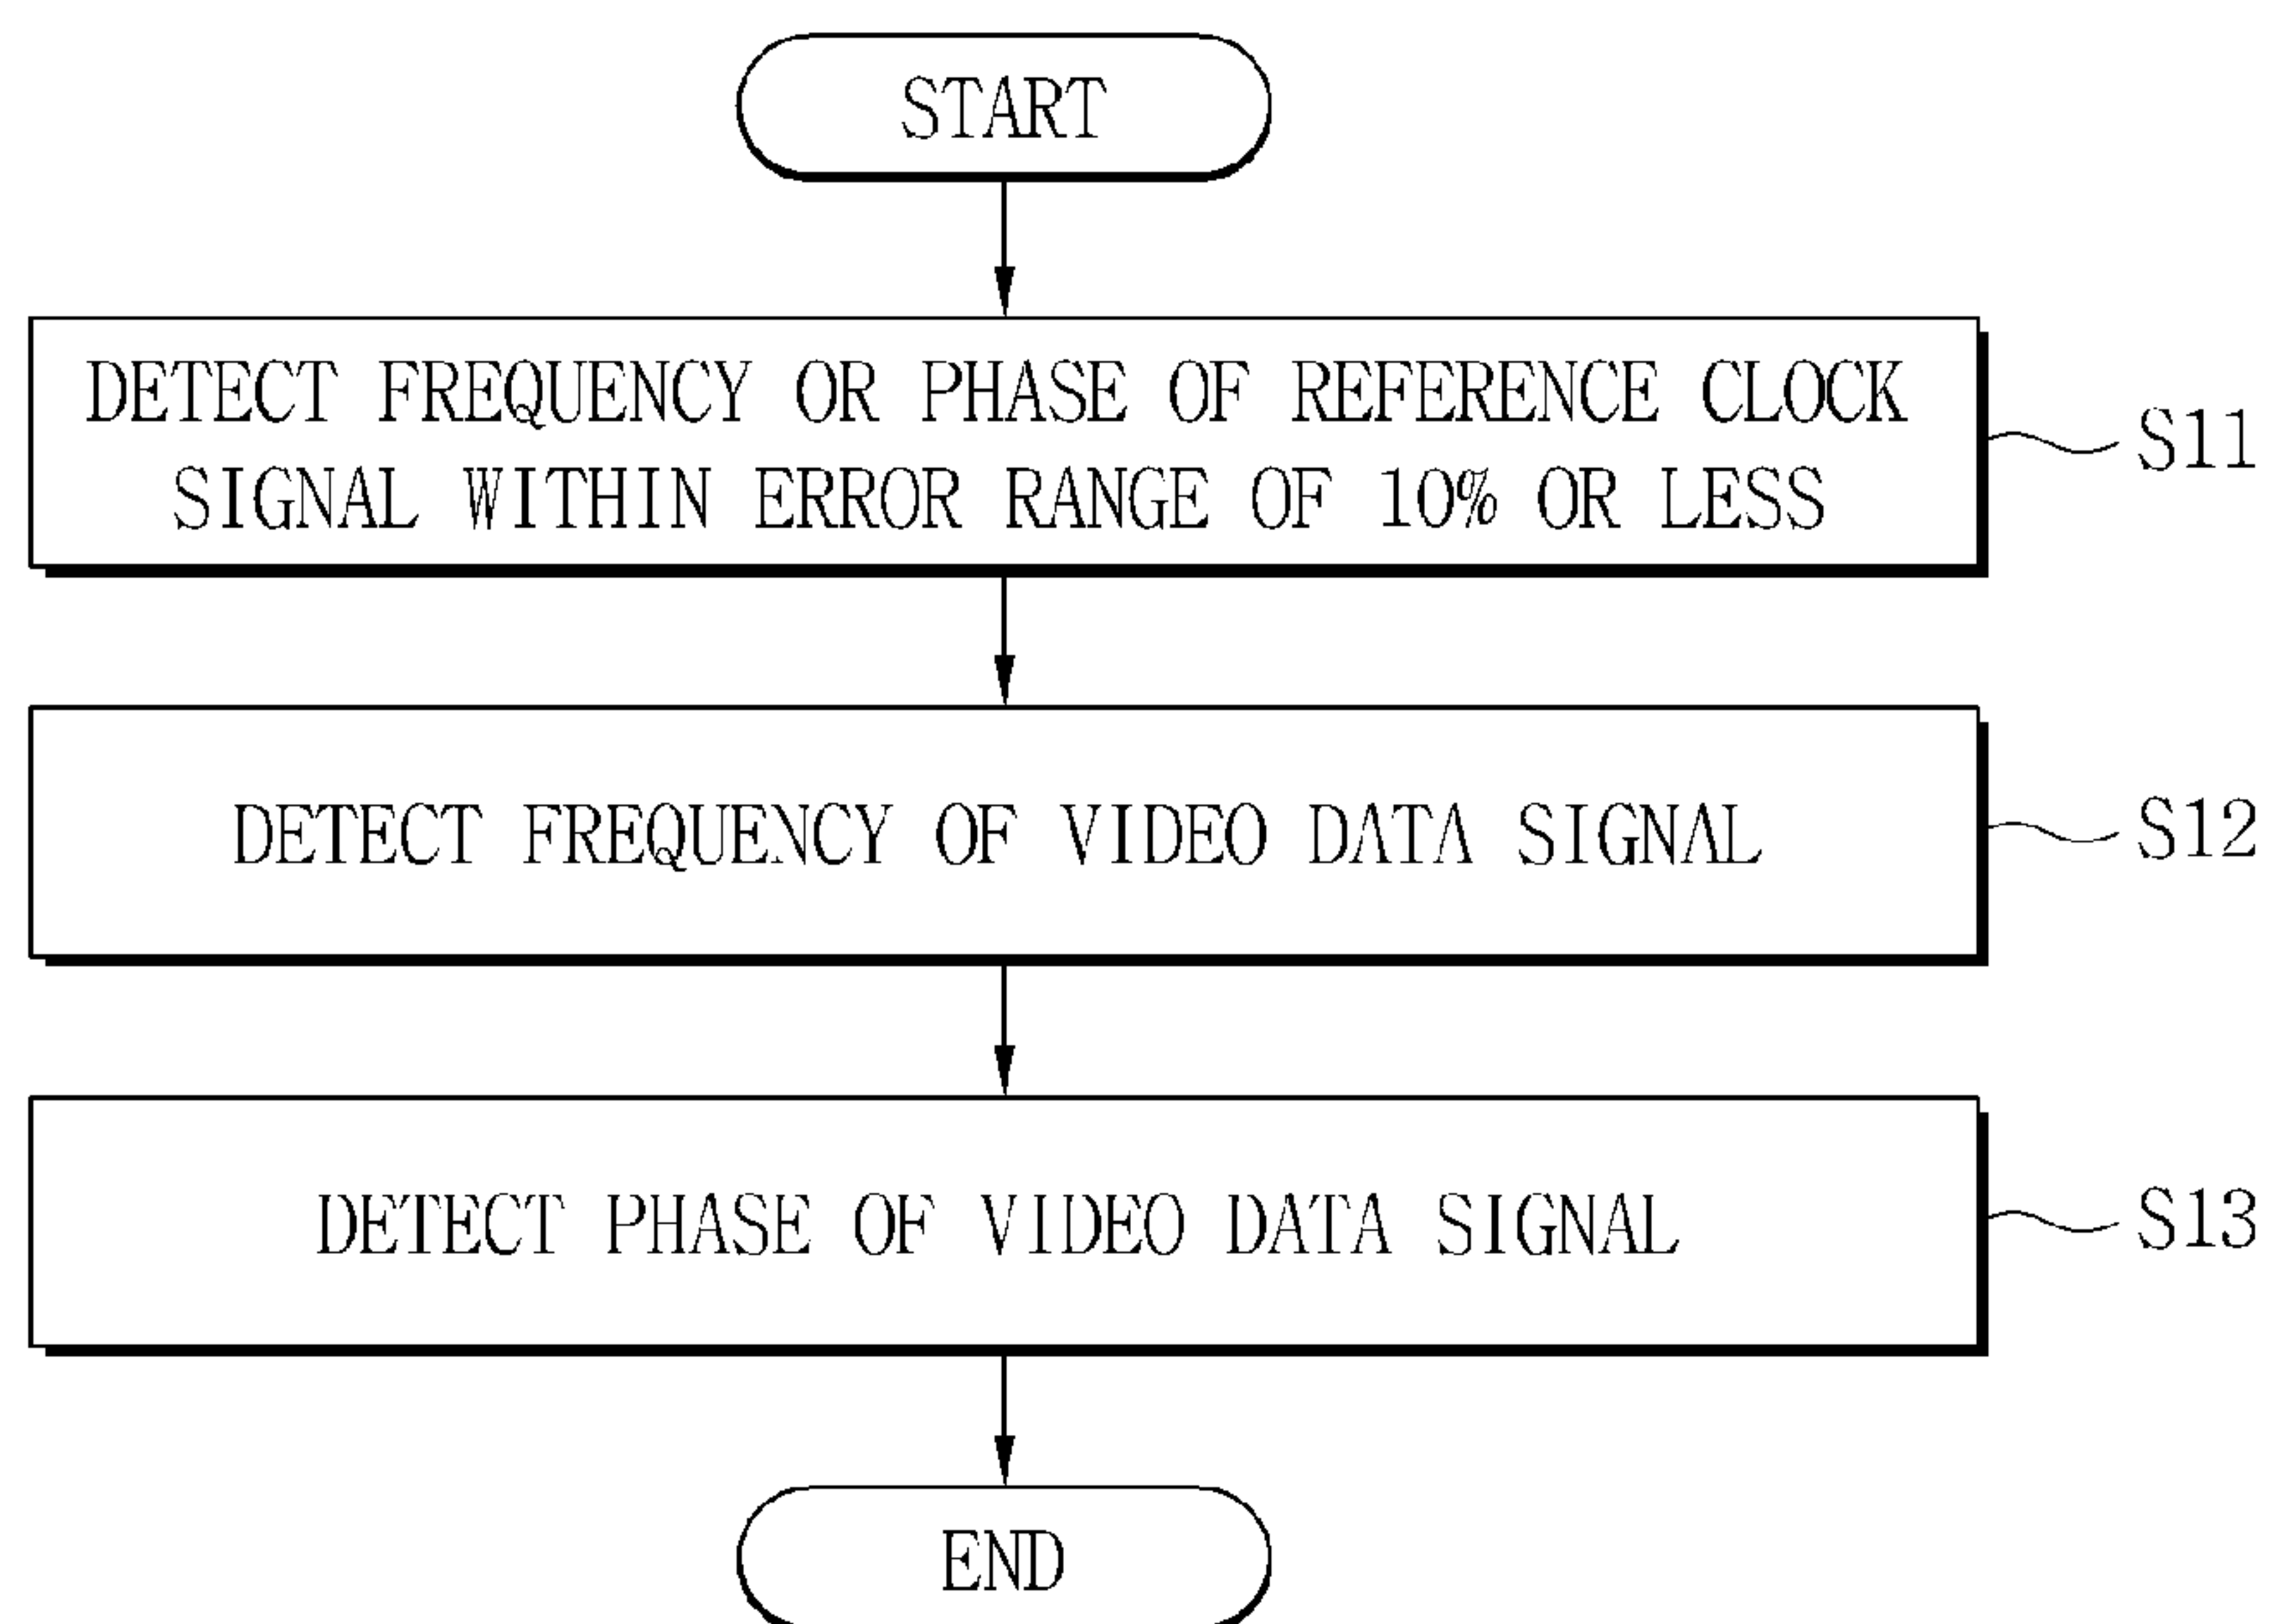 START
DETECT FREQUENCY OR PHASE OF REFERENCE CLOCK
SIGNAL WITHIN ERROR RANGE OF 10% OR LESS
S11
DETECT FREQUENCY OF VIDEO DATA SIGNAL
S12
DETECT PHASE OF VIDEO DATA SIGNAL
S13
END